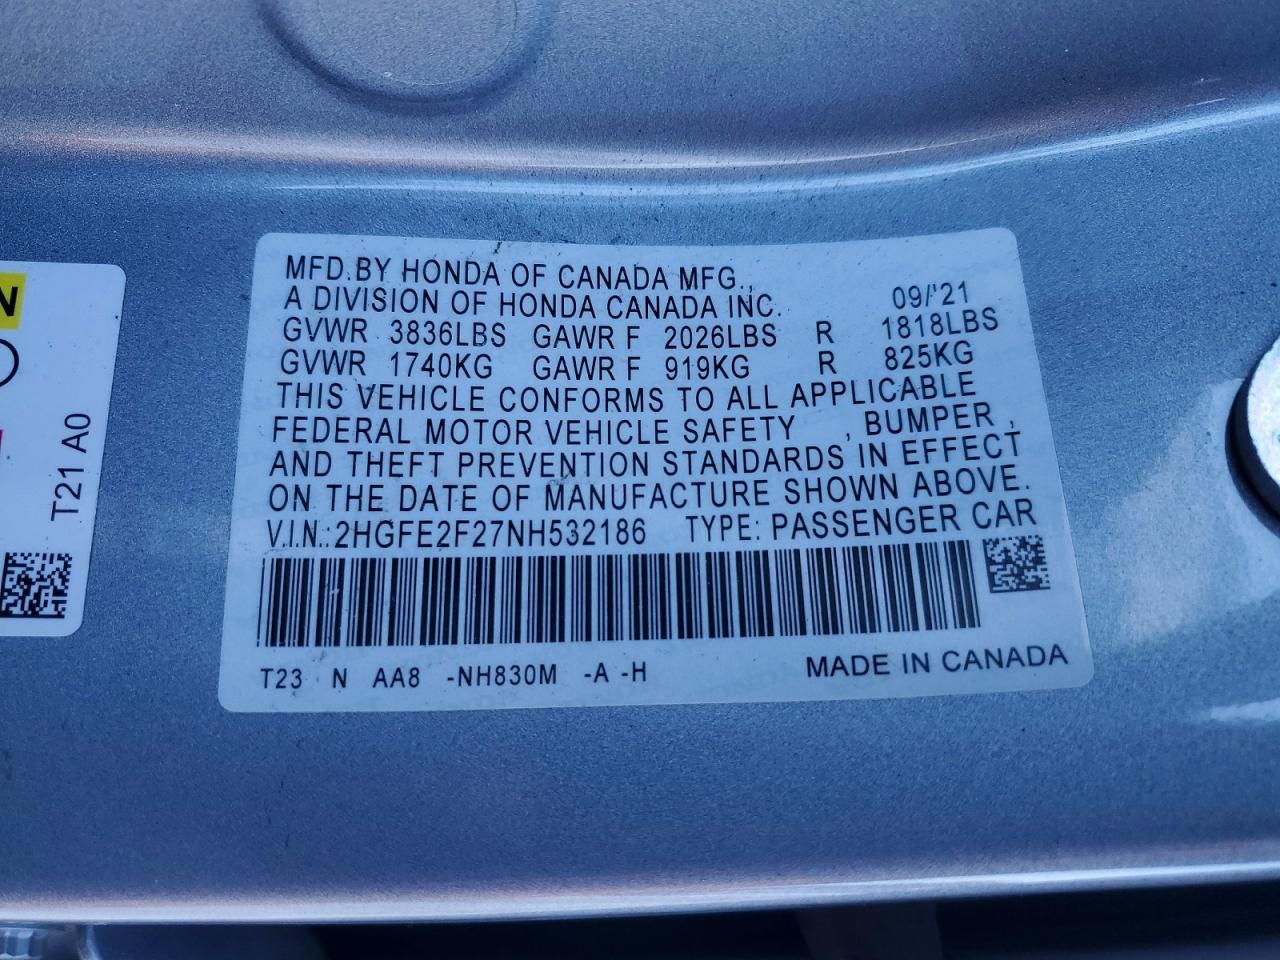 MFD.BY HONDA OF CANADA MFG.,
A DIVISION OF HONDA CANADA INC. 09/'21
GVWR 3836LBS GAWR F 2026LBS R 1818LBS
GVWR 1740KG GAWR F 919KG R 825KG
THIS VEHICLE CONFORMS TO ALL APPLICABLE
FEDERAL MOTOR VEHICLE SAFETY , BUMPER ,
AND THEFT PREVENTION STANDARDS IN EFFECT
ON THE DATE OF MANUFACTURE SHOWN ABOVE.
V.I.N.:2HGFE2F27NH532186 TYPE: PASSENGER CAR
T23 N AA8 -NH830M -A -H MADE IN CANADA
N
T21 A0